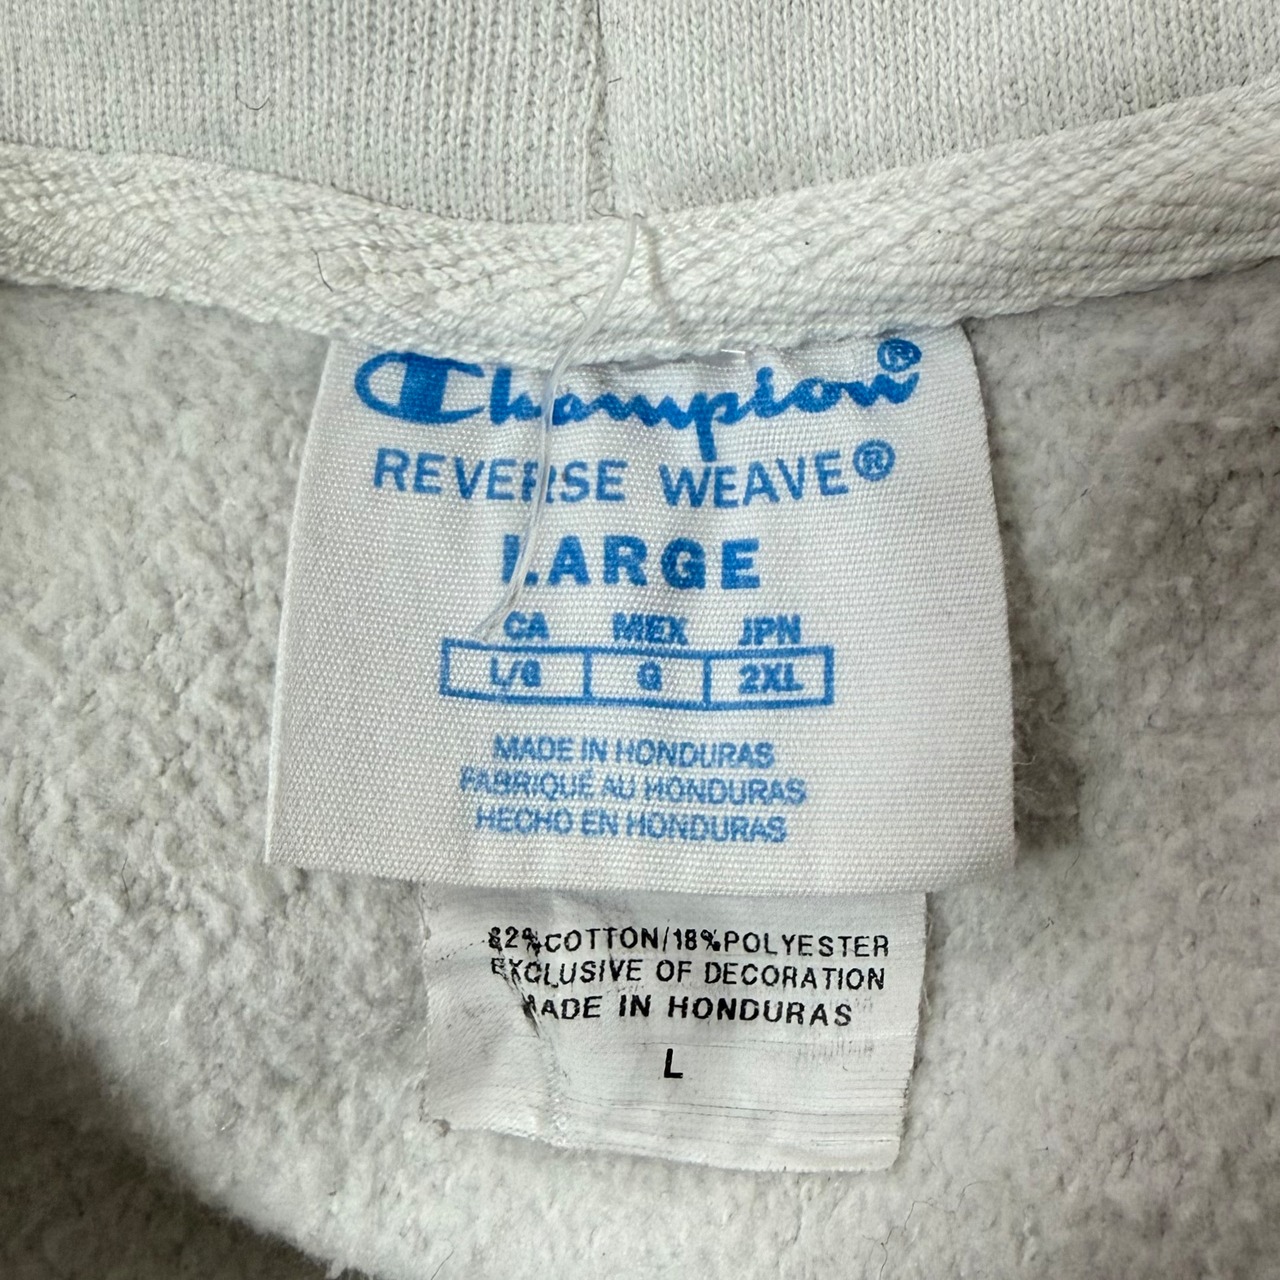 Champion®
REVERSE WEAVE®
LARGE
CA MEX JPN
L/G G 2XL
MADE IN HONDURAS
FABRIQUÉ AU HONDURAS
HECHO EN HONDURAS
82% COTTON/18% POLYESTER
EXCLUSIVE OF DECORATION
MADE IN HONDURAS
L